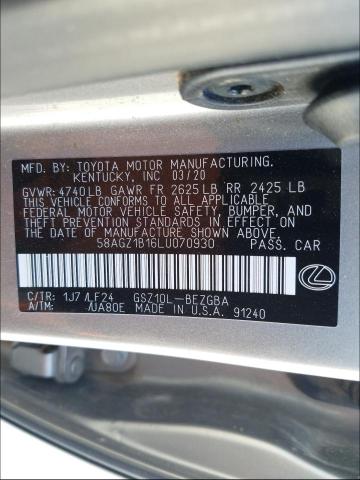 MFD. BY: TOYOTA MOTOR MANUFACTURING.
KENTUCKY, INC 03/20
GVWR: 4740LB GAWR FR 2625LB RR 2425 LB
THIS VEHICLE CONFORMS TO ALL APPLICABLE
FEDERAL MOTOR VEHICLE SAFETY, BUMPER, AND
THEFT PREVENTION STANDARDS IN EFFECT ON
THE DATE OF MANUFACTURE SHOWN ABOVE.
58AGZ1B16LU070930 PASS. CAR
C/TR: 1J7 /LF24 GSZ10L-BEZGBA
A/TM: /UA80E MADE IN U.S.A. 91240